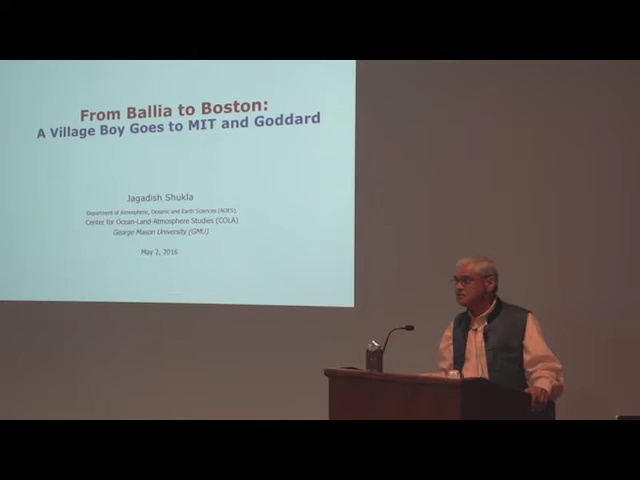 From Ballia to Boston:
A Village Boy Goes to MIT and Goddard
Jagadish Shukla
Department of Atmospheric, Oceanic and Earth Sciences (AOES),
Center for Ocean-Land-Atmosphere Studies (COLA)
George Mason University (GMU)
May 2, 2016